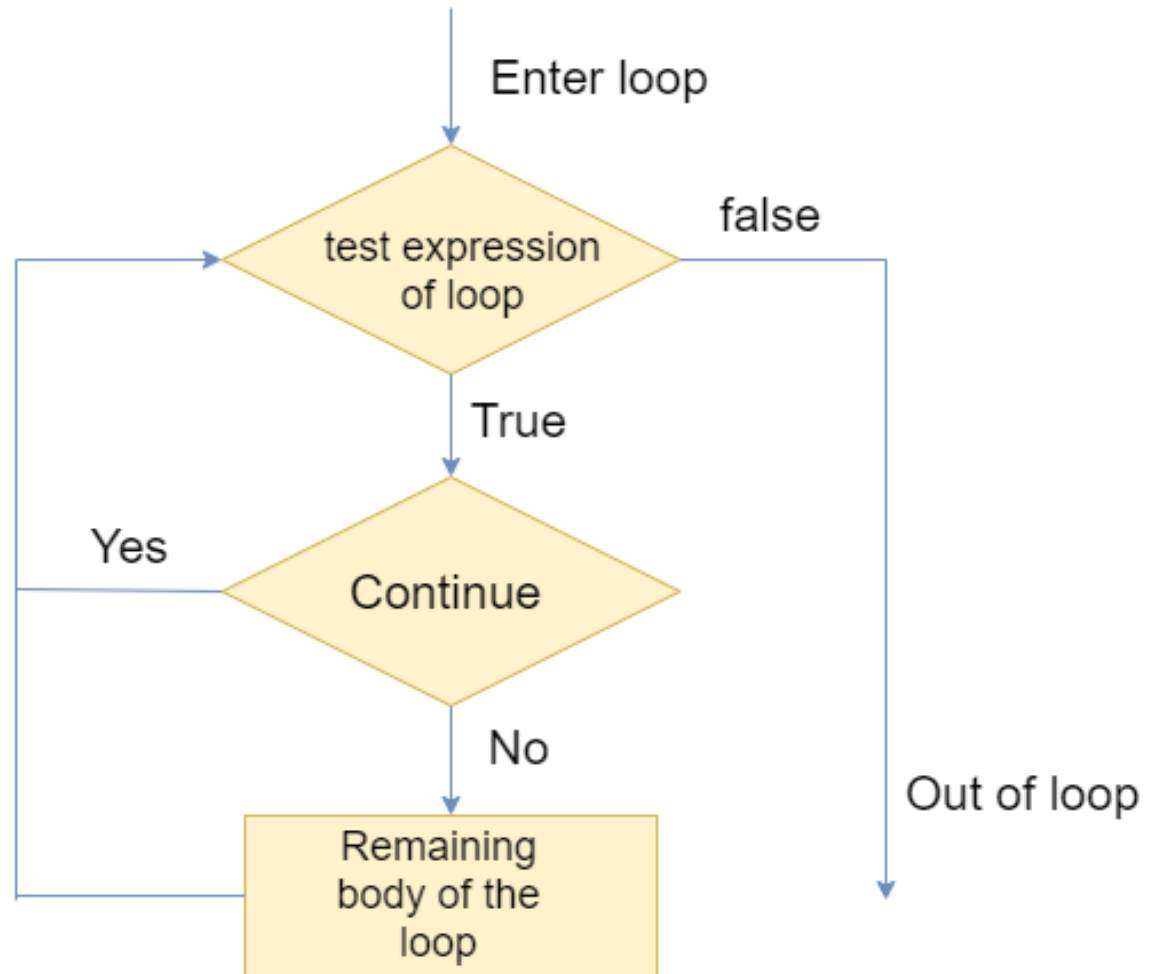 Enter loop
false
test expression
of loop
True
Yes
Continue
No
Out of loop
Remaining
body of the
loop